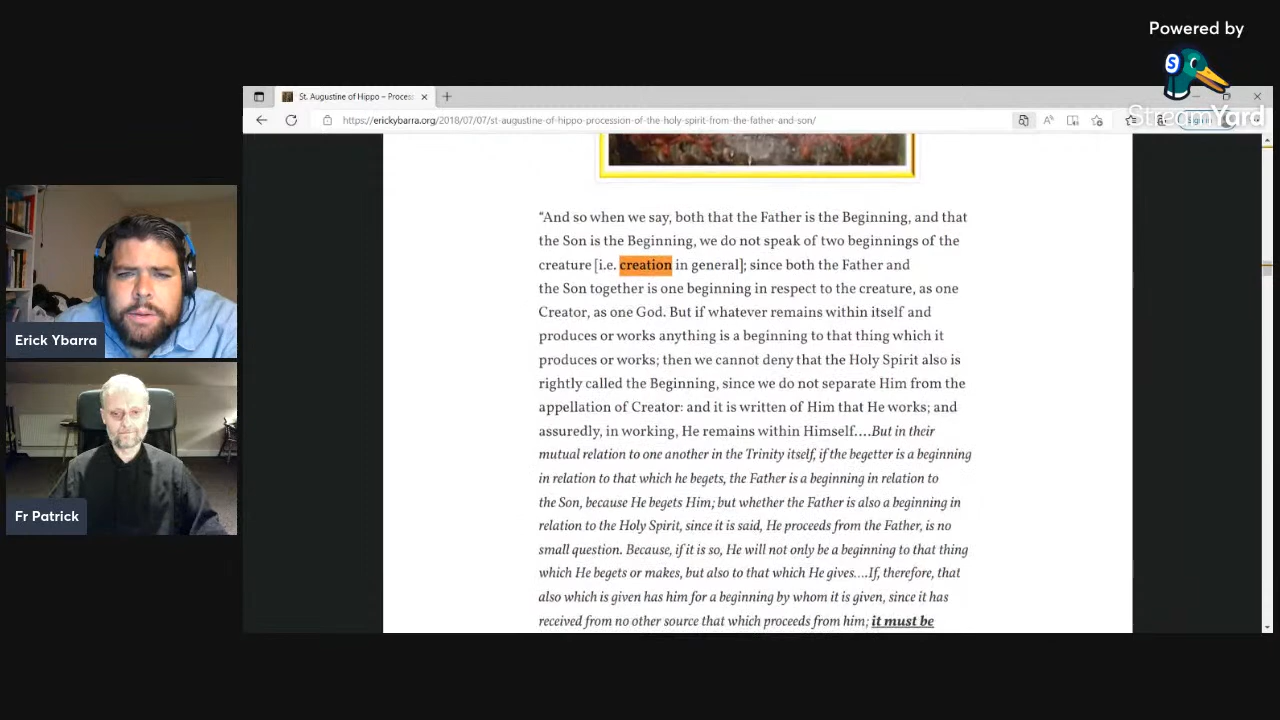 Powered by
S
StreamYard
St. Augustine of Hippo – Process
https://erickybarra.org/2018/07/07/st-augustine-of-hippo-procession-of-the-holy-spirit-from-the-father-and-son/
“And so when we say, both that the Father is the Beginning, and that
the Son is the Beginning, we do not speak of two beginnings of the
creature [i.e. creation in general]; since both the Father and
the Son together is one beginning in respect to the creature, as one
Creator, as one God. But if whatever remains within itself and
produces or works anything is a beginning to that thing which it
produces or works; then we cannot deny that the Holy Spirit also is
rightly called the Beginning, since we do not separate Him from the
appellation of Creator: and it is written of Him that He works; and
assuredly, in working, He remains within Himself….But in their
mutual relation to one another in the Trinity itself, if the begetter is a beginning
in relation to that which he begets, the Father is a beginning in relation to
the Son, because He begets Him; but whether the Father is also a beginning in
relation to the Holy Spirit, since it is said, He proceeds from the Father, is no
small question. Because, if it is so, He will not only be a beginning to that thing
which He begets or makes, but also to that which He gives….If, therefore, that
also which is given has him for a beginning by whom it is given, since it has
received from no other source that which proceeds from him; it must be
Erick Ybarra
Fr Patrick